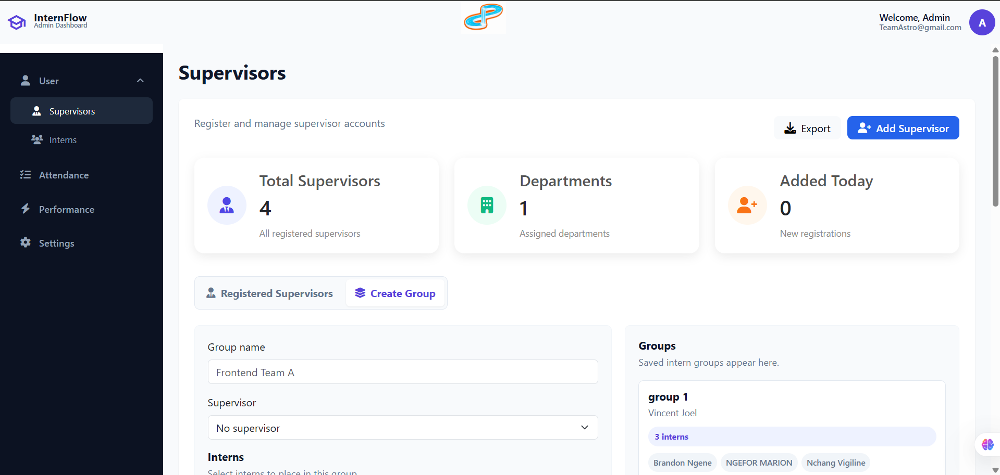 InternFlow
Admin Dashboard
Welcome, Admin
TeamAstro@gmail.com
A
User
Supervisors
Interns
Attendance
Performance
Settings
Supervisors
Register and manage supervisor accounts
Export
Add Supervisor
Total Supervisors
4
All registered supervisors
Departments
1
Assigned departments
Added Today
0
New registrations
Registered Supervisors
Create Group
Group name
Frontend Team A
Supervisor
No supervisor
Interns
Select interns to place in this group
Groups
Saved intern groups appear here.
group 1
Vincent Joel
3 interns
Brandon Ngene
NGEFOR MARION
Nchang Vigiline